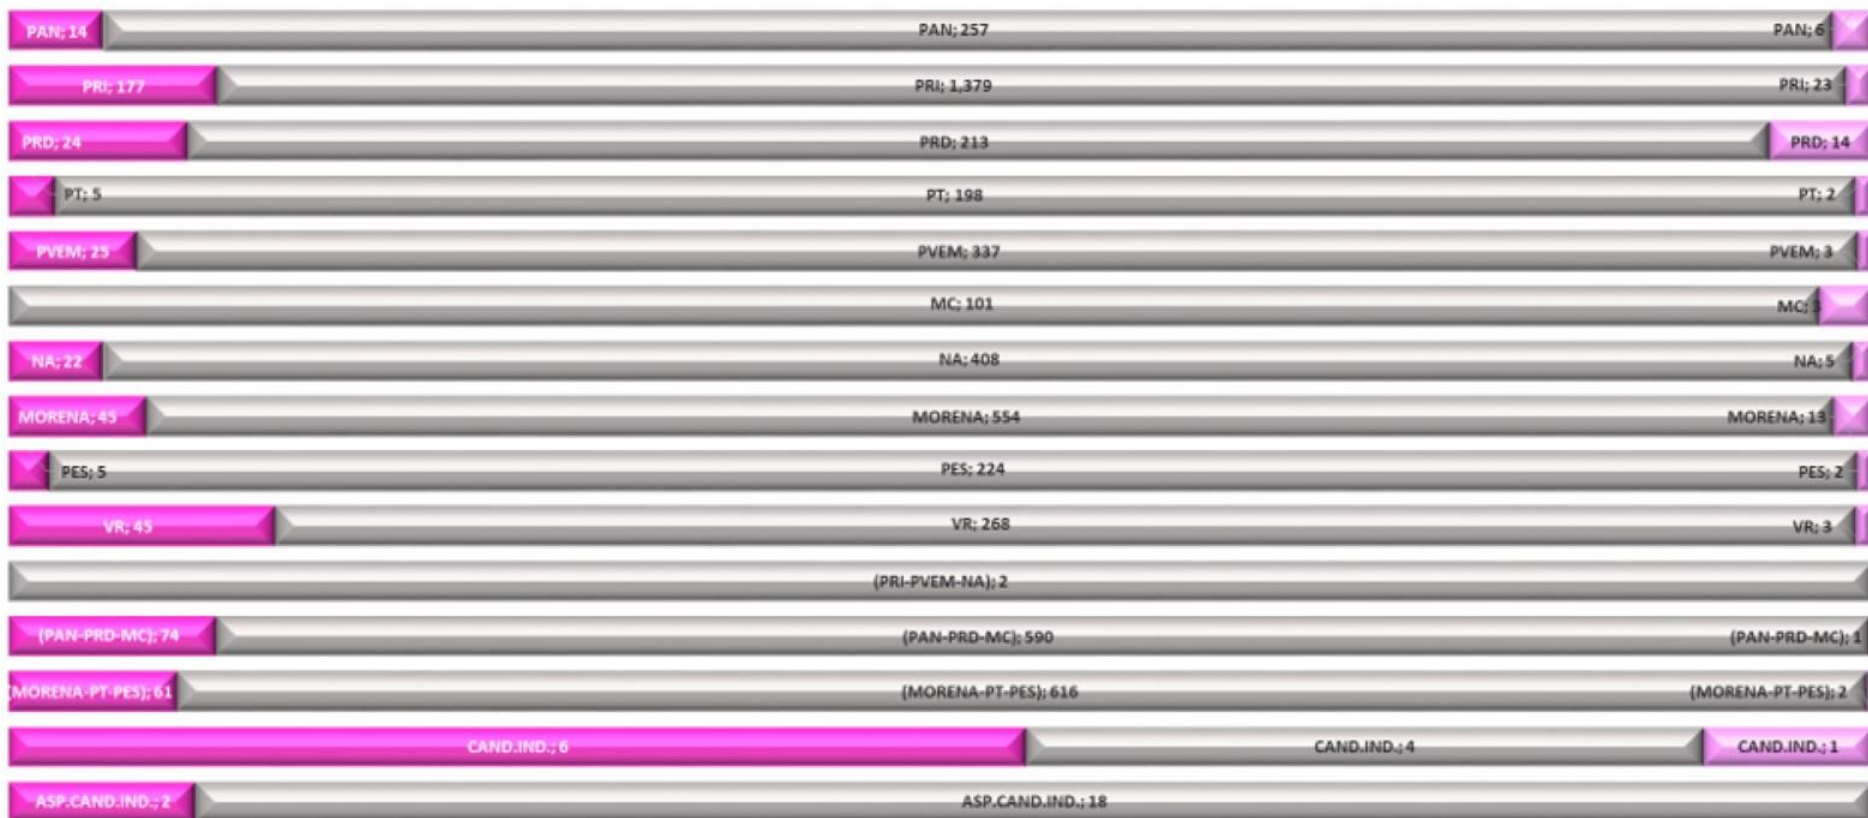 PAN; 14 PAN; 257 PAN; 6
PRI; 177 PRI; 1,379 PRI; 23
PRD; 24 PRD; 213 PRD; 14
PT; 5 PT; 198 PT; 2
PVEM; 25 PVEM; 337 PVEM; 3
MC; 101 MC; 3
NA; 22 NA; 408 NA; 5
MORENA; 45 MORENA; 554 MORENA; 13
PES; 5 PES; 224 PES; 2
VR; 45 VR; 268 VR; 3
(PRI-PVEM-NA); 2
(PAN-PRD-MC); 74 (PAN-PRD-MC); 590 (PAN-PRD-MC); 1
(MORENA-PT-PES); 61 (MORENA-PT-PES); 616 (MORENA-PT-PES); 2
CAND.IND.; 6 CAND.IND.; 4 CAND.IND.; 1
ASP.CAND.IND.; 2 ASP.CAND.IND.; 18